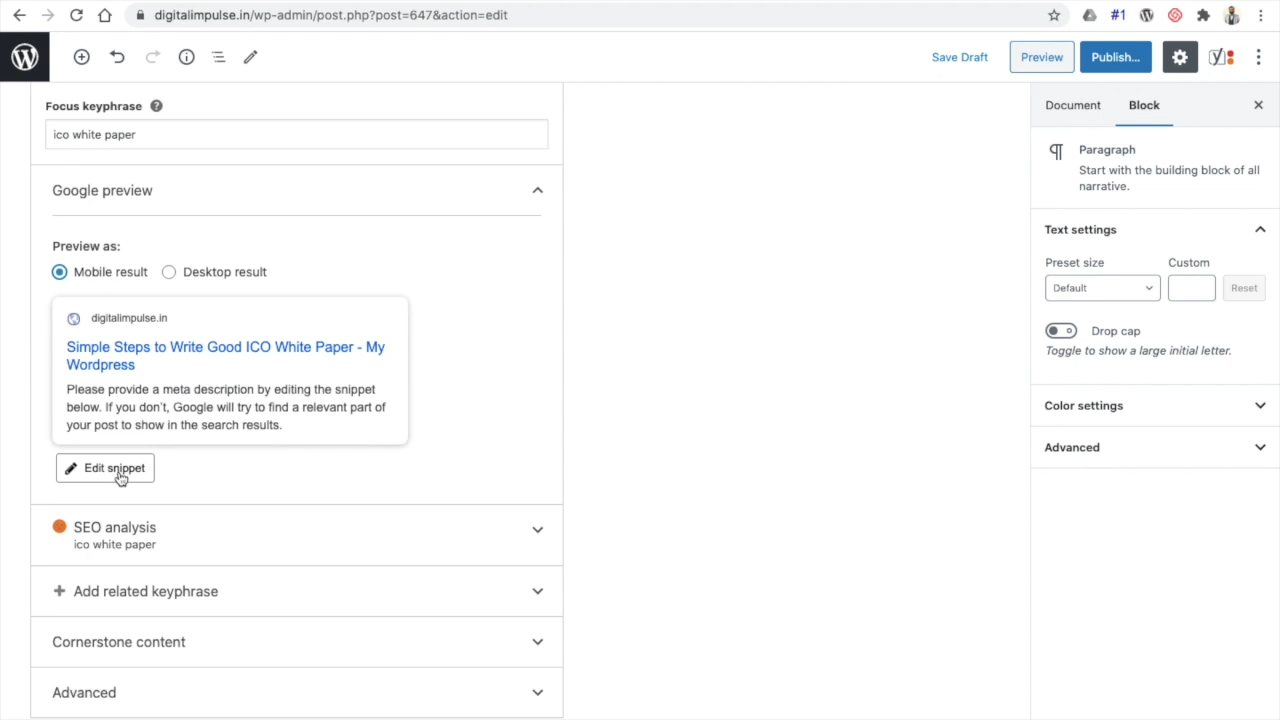 digitalimpulse.in/wp-admin/post.php?post=647&action=edit
#1
Save Draft
Preview
Publish...
Focus keyphrase
ico white paper
Google preview
Preview as:
Mobile result
Desktop result
digitalimpulse.in
Simple Steps to Write Good ICO White Paper - My
Wordpress
Please provide a meta description by editing the snippet
below. If you don't, Google will try to find a relevant part of
your post to show in the search results.
Edit snippet
SEO analysis
ico white paper
Add related keyphrase
Cornerstone content
Advanced
Document
Block
Paragraph
Start with the building block of all
narrative.
Text settings
Preset size
Custom
Default
Reset
Drop cap
Toggle to show a large initial letter.
Color settings
Advanced